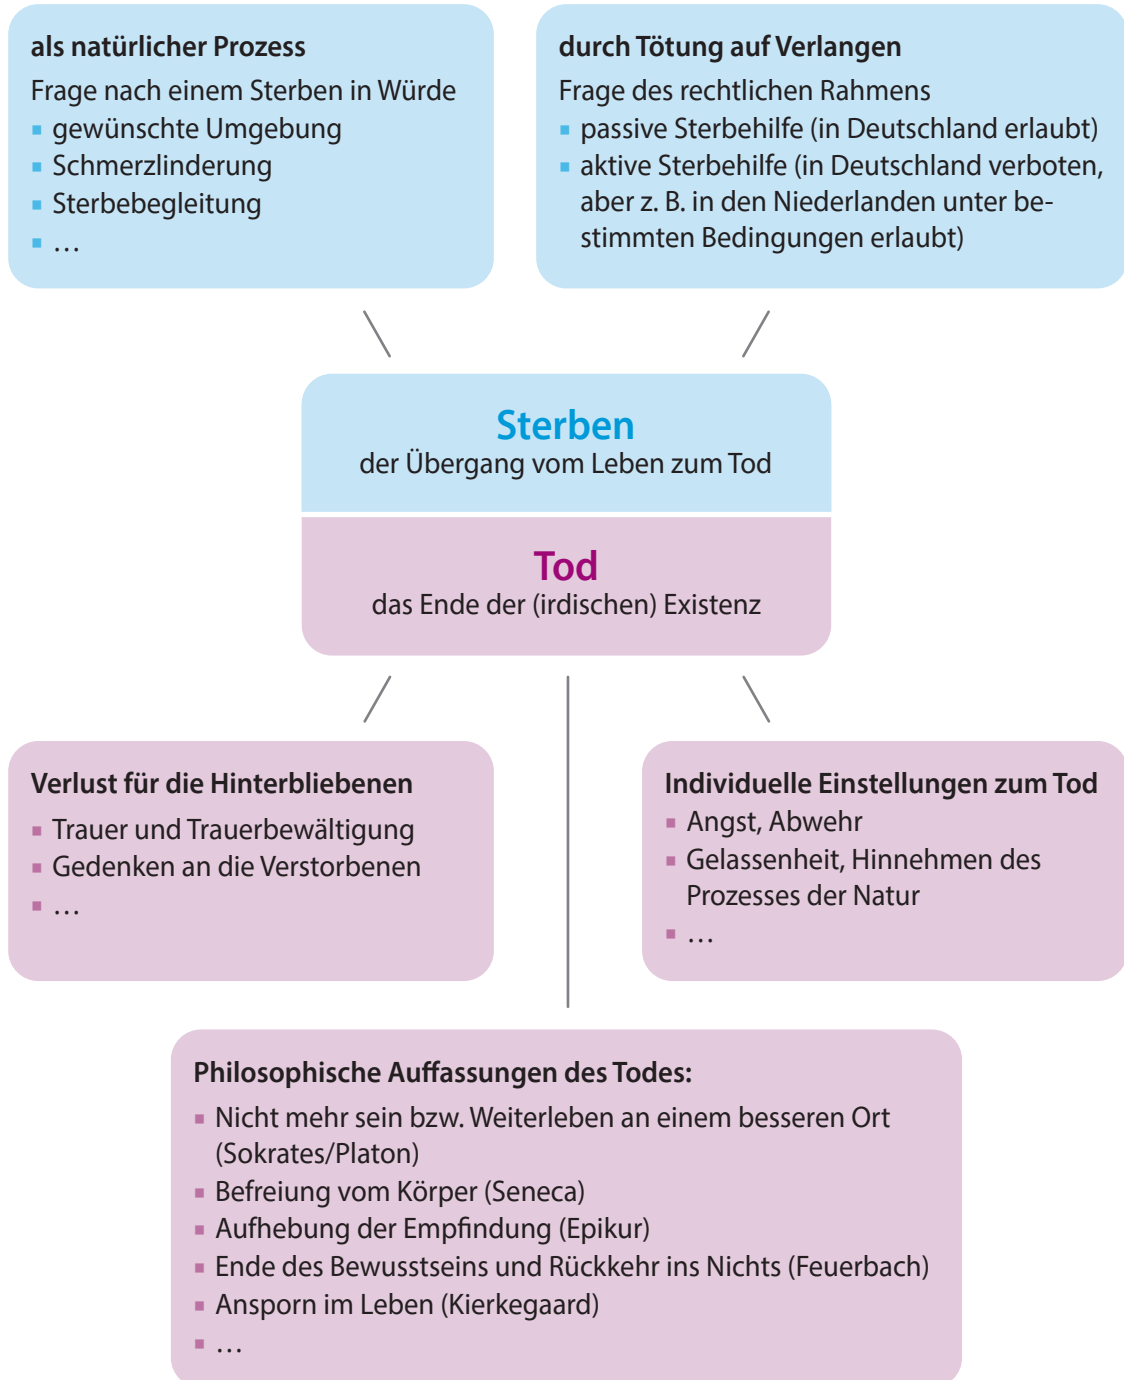 als natürlicher Prozess
Frage nach einem Sterben in Würde
▪ gewünschte Umgebung
▪ Schmerzlinderung
▪ Sterbebegleitung
▪ …
durch Tötung auf Verlangen
Frage des rechtlichen Rahmens
▪ passive Sterbehilfe (in Deutschland erlaubt)
▪ aktive Sterbehilfe (in Deutschland verboten,
aber z. B. in den Niederlanden unter be-
stimmten Bedingungen erlaubt)
Sterben
der Übergang vom Leben zum Tod
Tod
das Ende der (irdischen) Existenz
Verlust für die Hinterbliebenen
▪ Trauer und Trauerbewältigung
▪ Gedenken an die Verstorbenen
▪ …
Individuelle Einstellungen zum Tod
▪ Angst, Abwehr
▪ Gelassenheit, Hinnehmen des
Prozesses der Natur
▪ …
Philosophische Auffassungen des Todes:
▪ Nicht mehr sein bzw. Weiterleben an einem besseren Ort
(Sokrates/Platon)
▪ Befreiung vom Körper (Seneca)
▪ Aufhebung der Empfindung (Epikur)
▪ Ende des Bewusstseins und Rückkehr ins Nichts (Feuerbach)
▪ Ansporn im Leben (Kierkegaard)
▪ …